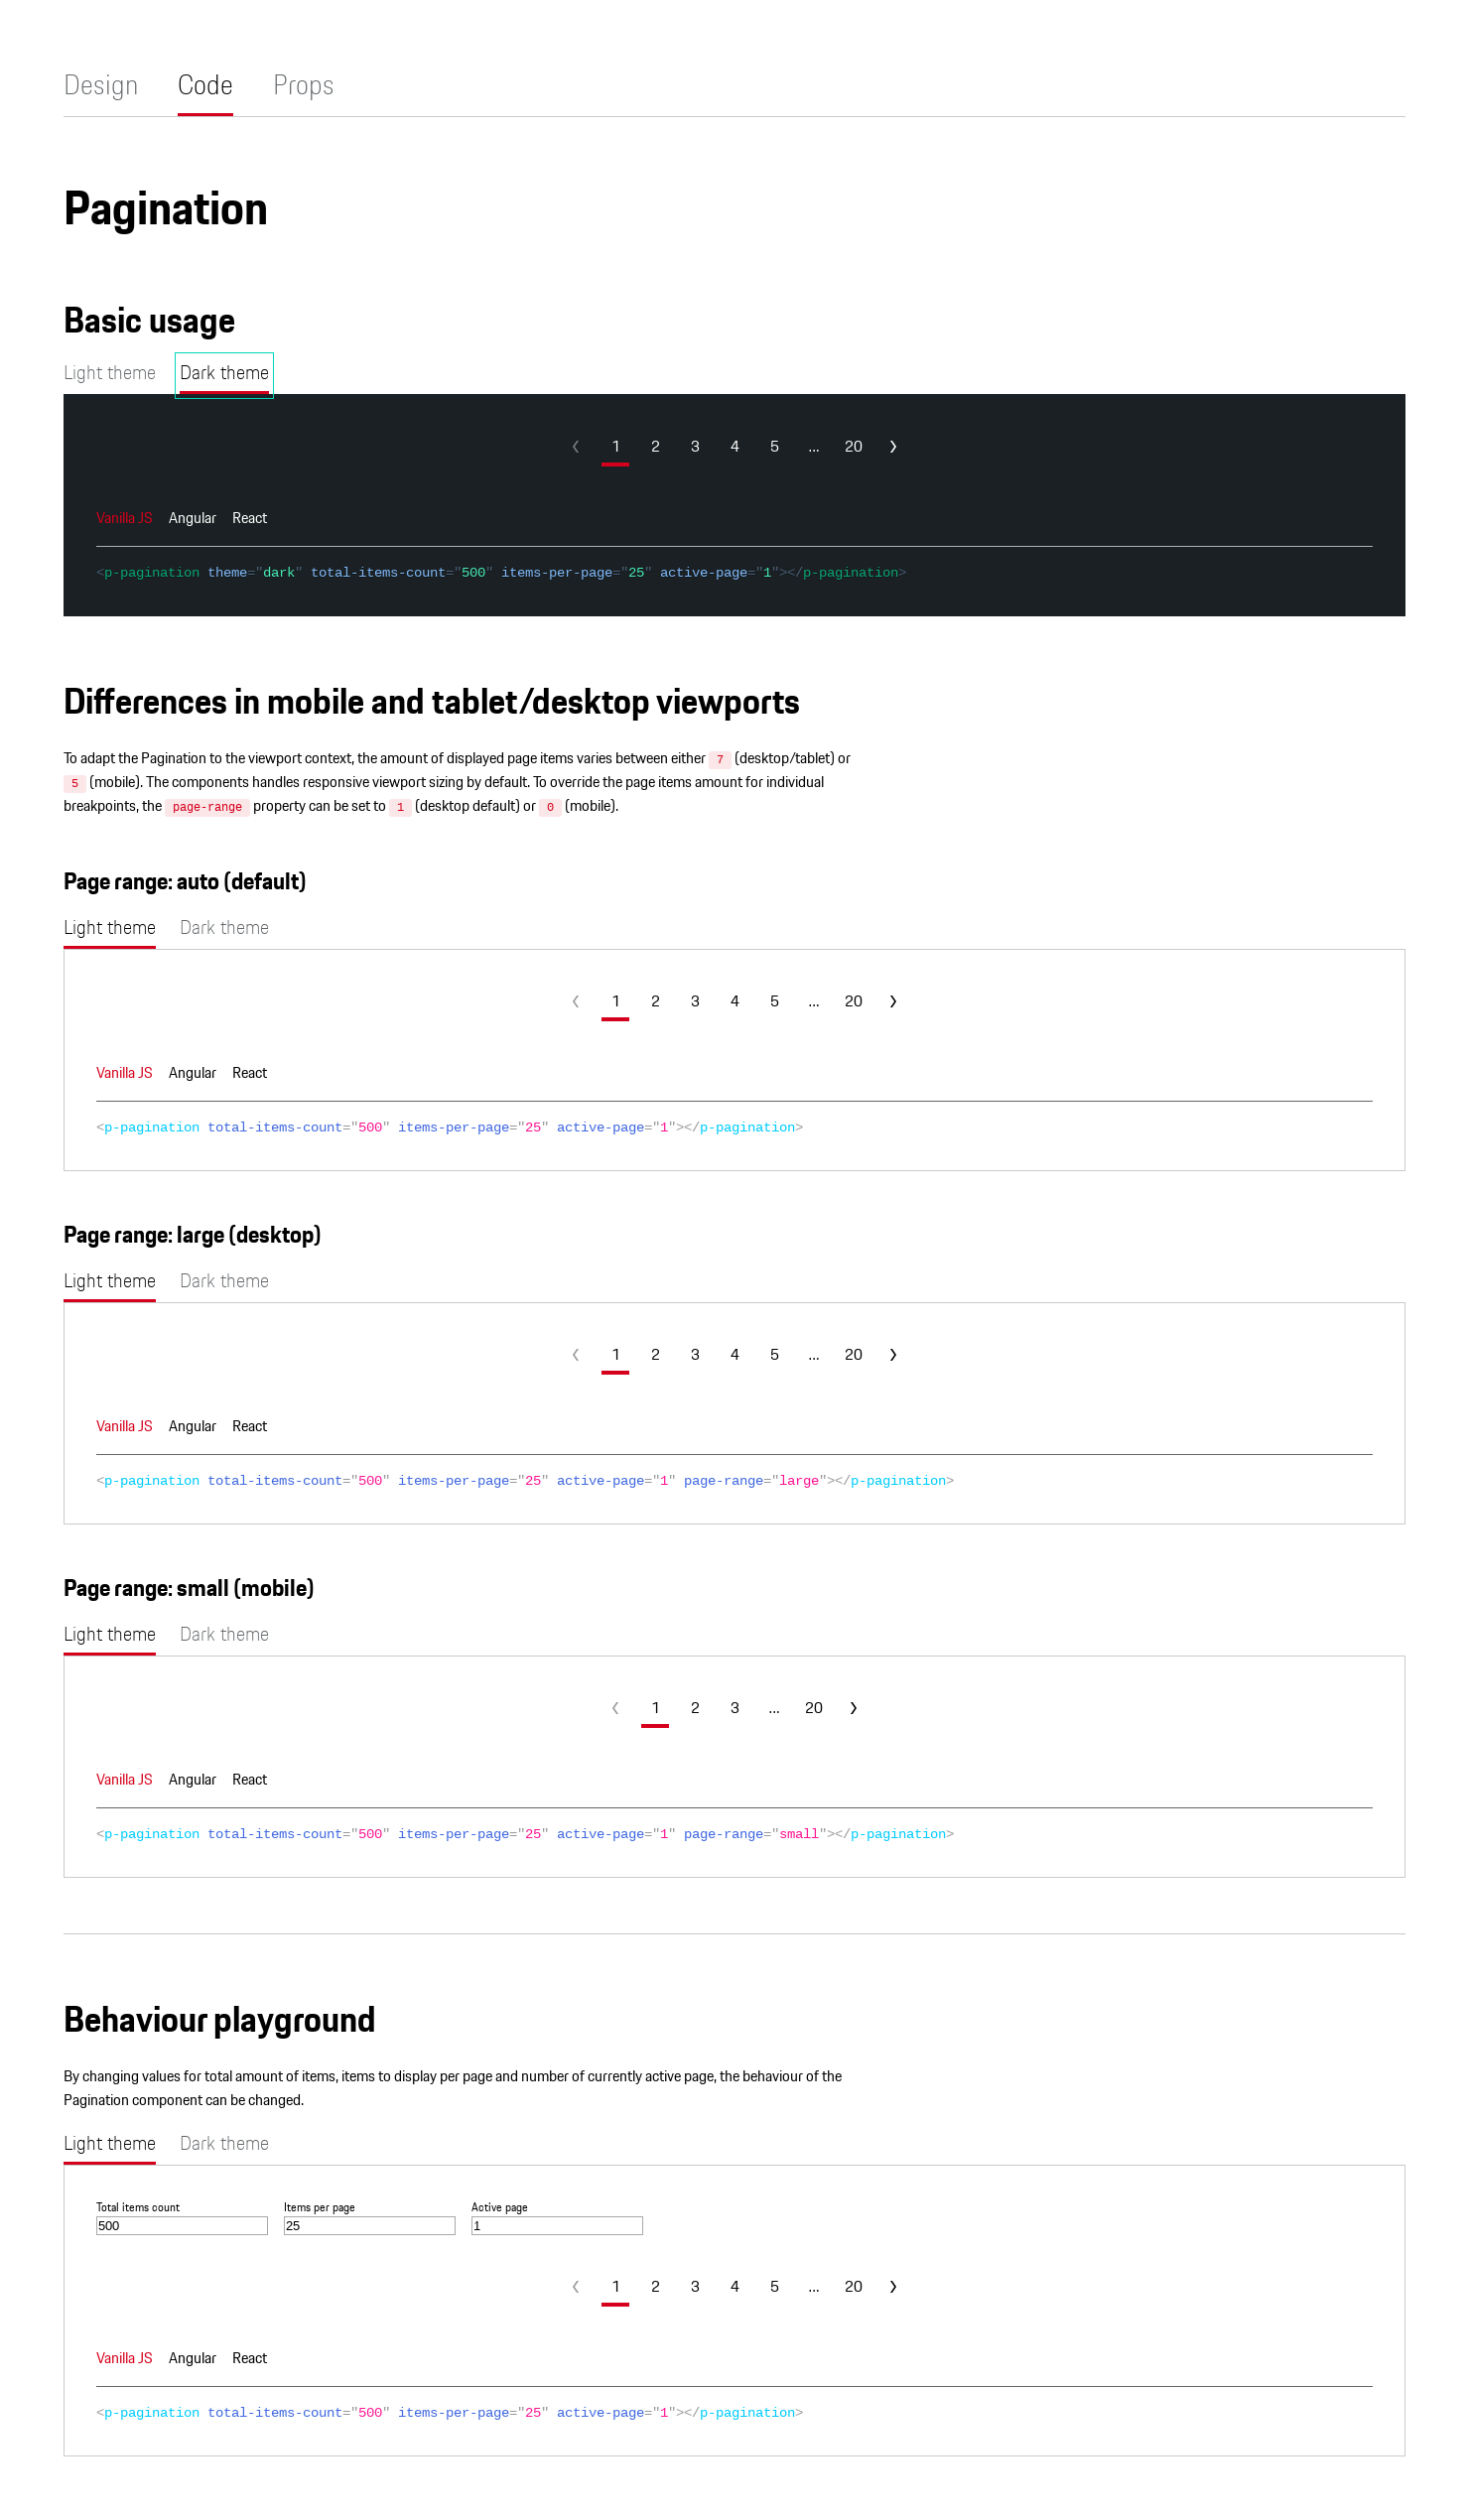 Design Code Props
Pagination
Basic usage
Light theme Dark theme
‹ 1 2 3 4 5 ... 20 ›
Vanilla JS Angular React
<p-pagination theme="dark" total-items-count="500" items-per-page="25" active-page="1"></p-pagination>
Differences in mobile and tablet/desktop viewports
To adapt the Pagination to the viewport context, the amount of displayed page items varies between either 7 (desktop/tablet) or
5 (mobile). The components handles responsive viewport sizing by default. To override the page items amount for individual
breakpoints, the page-range property can be set to 1 (desktop default) or 0 (mobile).
Page range: auto (default)
Light theme Dark theme
‹ 1 2 3 4 5 ... 20 ›
Vanilla JS Angular React
<p-pagination total-items-count="500" items-per-page="25" active-page="1"></p-pagination>
Page range: large (desktop)
Light theme Dark theme
‹ 1 2 3 4 5 ... 20 ›
Vanilla JS Angular React
<p-pagination total-items-count="500" items-per-page="25" active-page="1" page-range="large"></p-pagination>
Page range: small (mobile)
Light theme Dark theme
‹ 1 2 3 ... 20 ›
Vanilla JS Angular React
<p-pagination total-items-count="500" items-per-page="25" active-page="1" page-range="small"></p-pagination>
Behaviour playground
By changing values for total amount of items, items to display per page and number of currently active page, the behaviour of the
Pagination component can be changed.
Light theme Dark theme
Total items count Items per page Active page
500 25 1
‹ 1 2 3 4 5 ... 20 ›
Vanilla JS Angular React
<p-pagination total-items-count="500" items-per-page="25" active-page="1"></p-pagination>